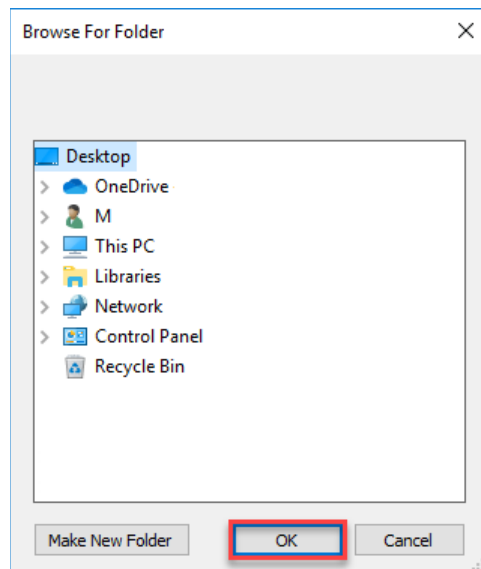 Browse For Folder
Desktop
OneDrive
M
This PC
Libraries
Network
Control Panel
Recycle Bin
Make New Folder OK Cancel